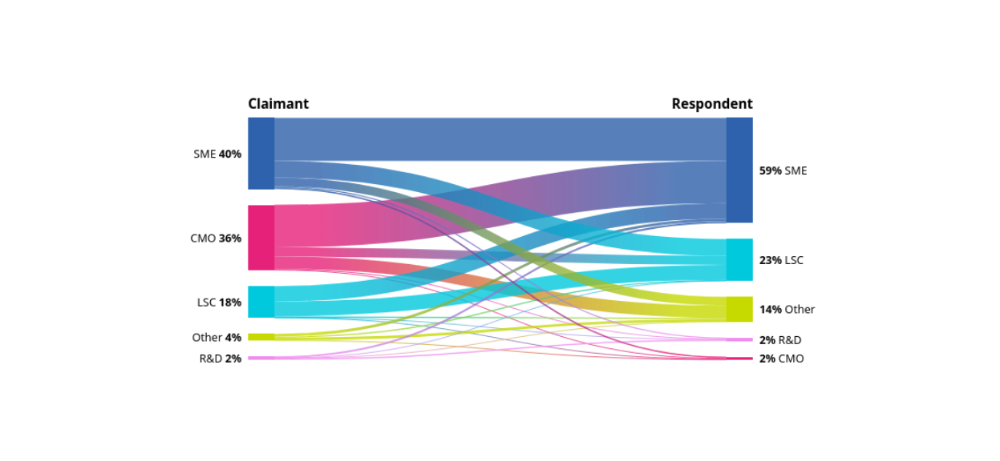 Claimant
Respondent
SME 40%
CMO 36%
LSC 18%
Other 4%
R&D 2%
59% SME
23% LSC
14% Other
2% R&D
2% CMO